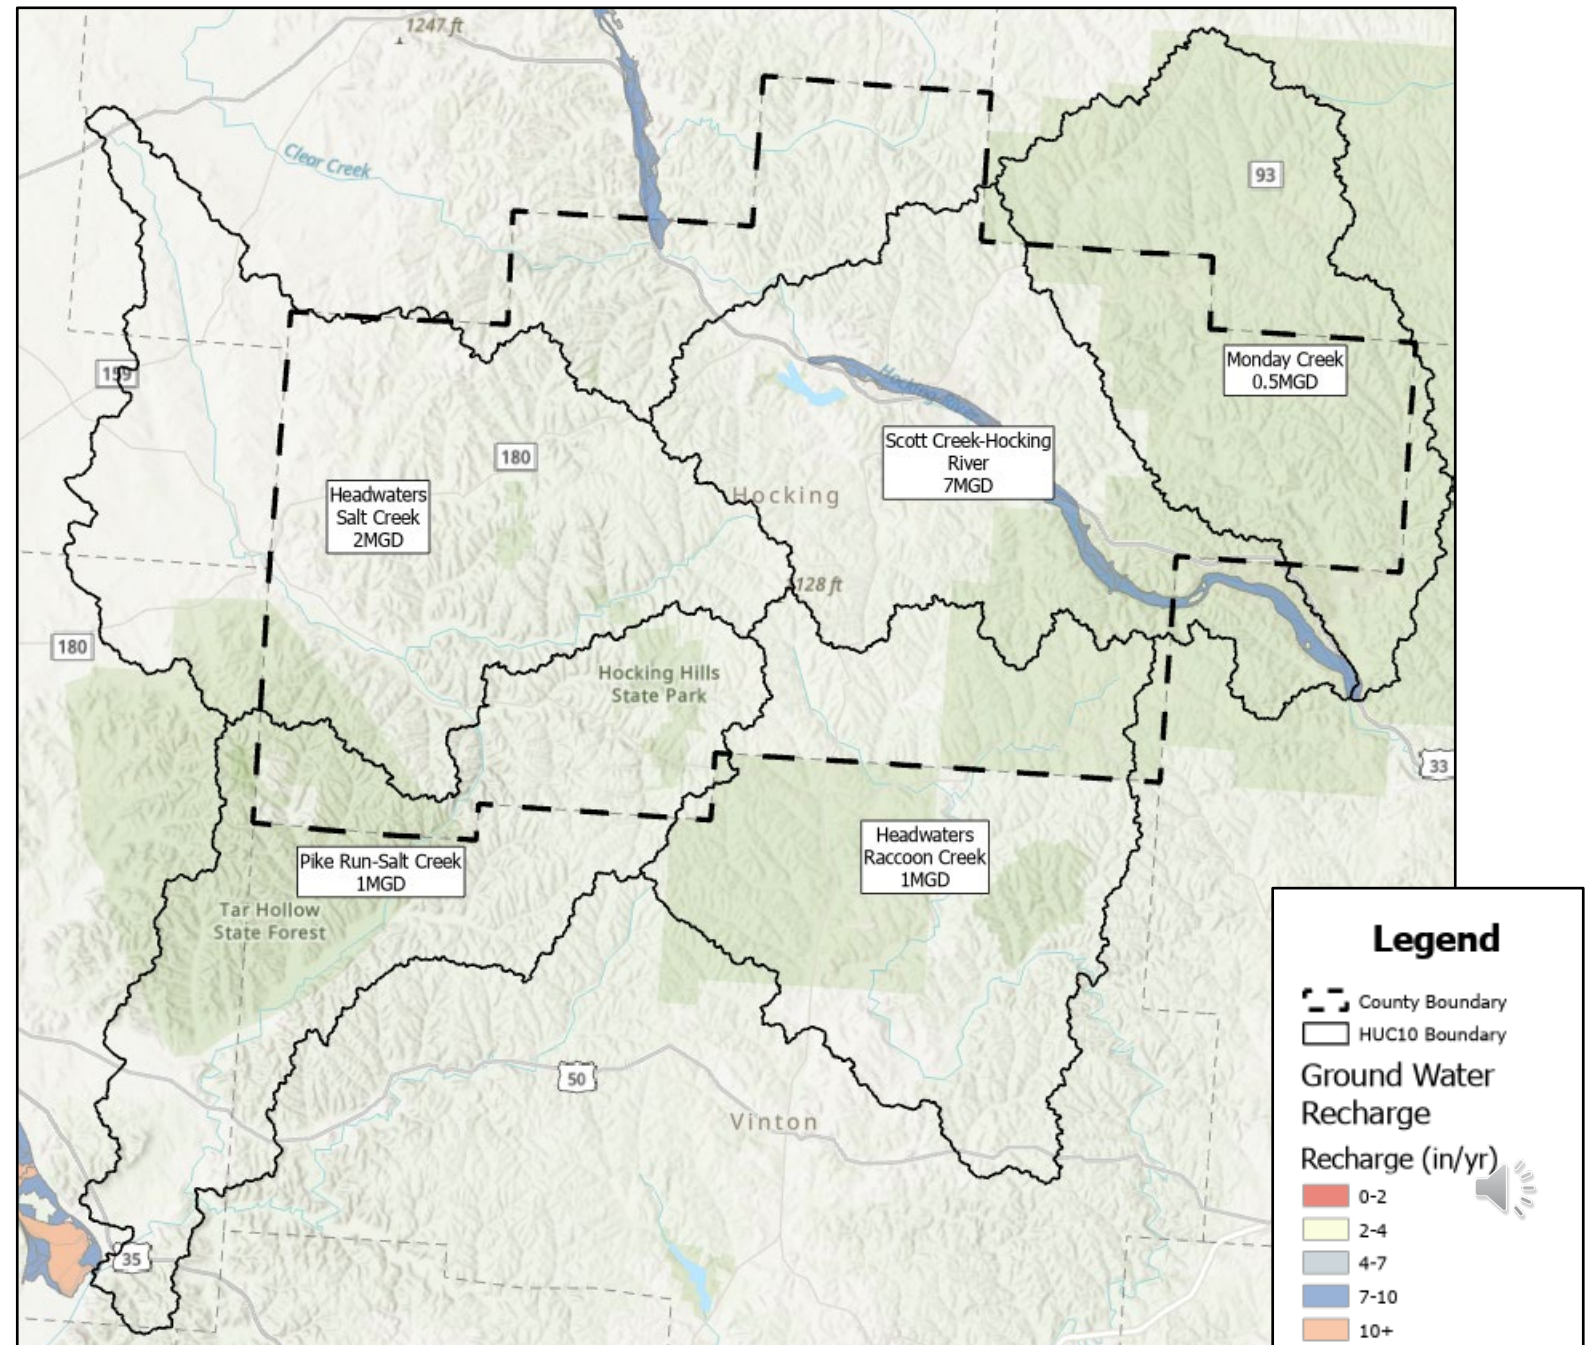 1247 ft
Clear Creek
93
159
Monday Creek
0.5MGD
Hocking River
180
Scott Creek-Hocking
River
7MGD
Headwaters
Salt Creek
2MGD
Hocking
128 ft
180
Hocking Hills
State Park
33
Headwaters
Raccoon Creek
1MGD
Pike Run-Salt Creek
1MGD
Tar Hollow
State Forest
50
Vinton
35
Legend
County Boundary
HUC10 Boundary
Ground Water
Recharge
Recharge (in/yr)
0-2
2-4
4-7
7-10
10+